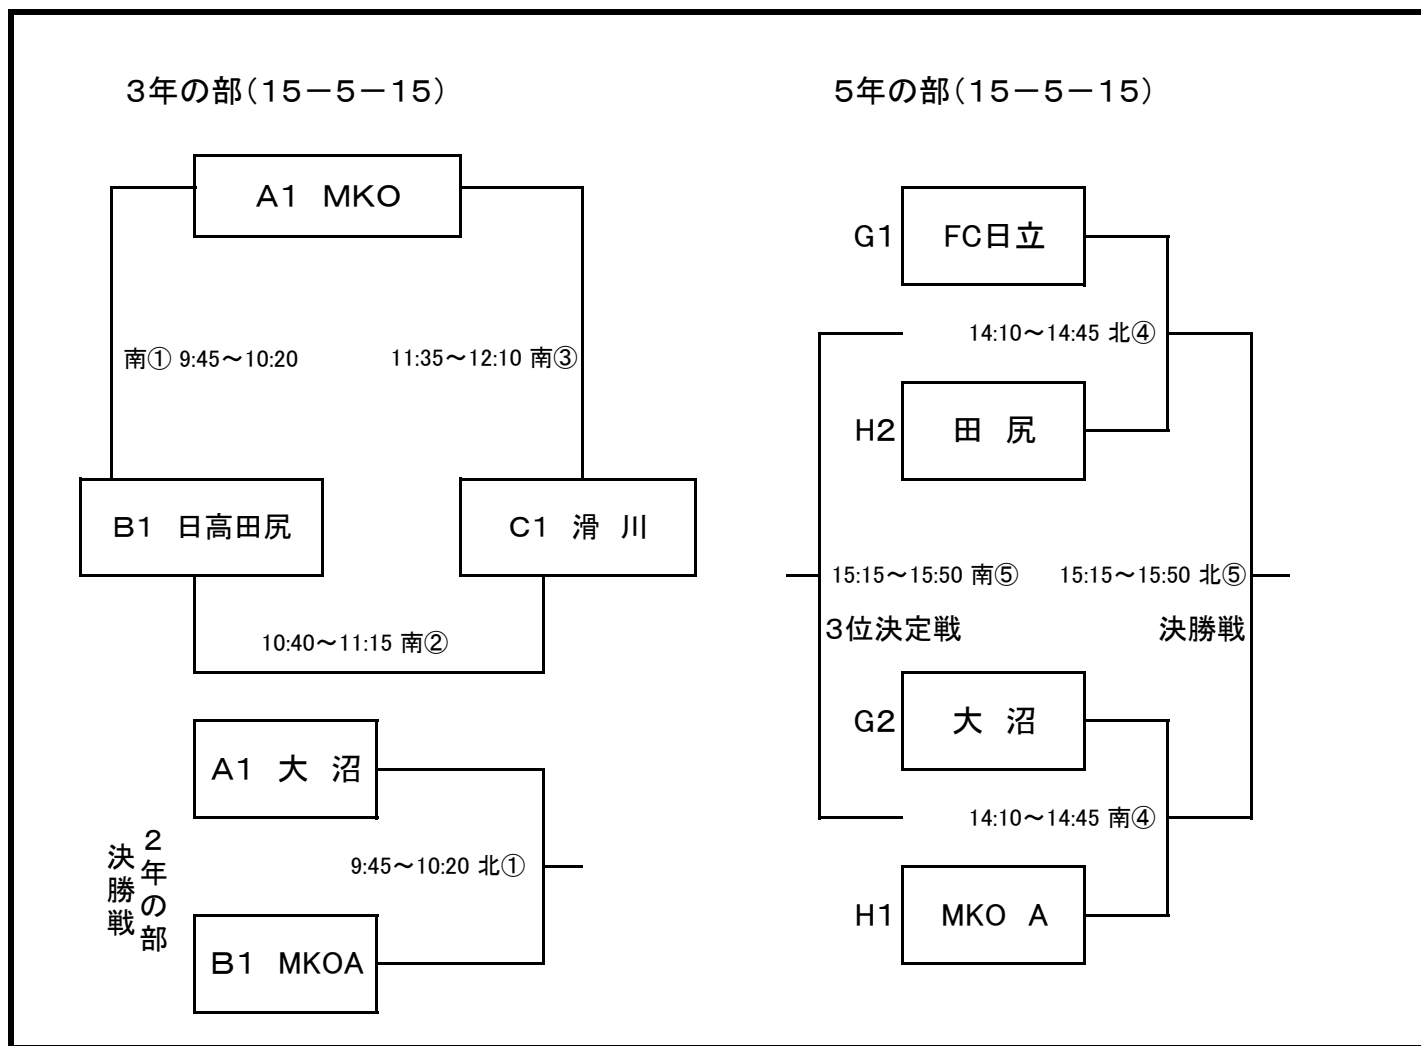 ３年の部（１５－５－１５）
A１　MKO
南① 9:45～10:20
11:35～12:10 南③
B１　日高田尻
C１　滑　川
10:40～11:15 南②
A１　大　沼
２年の部
決勝戦
9:45～10:20 北①
B１　MKOA
５年の部（１５－５－１５）
G１
FC日立
14:10～14:45 北④
H２
田　尻
15:15～15:50 南⑤
３位決定戦
15:15～15:50 北⑤
決勝戦
G２
大　沼
14:10～14:45 南④
H１
MKO　A